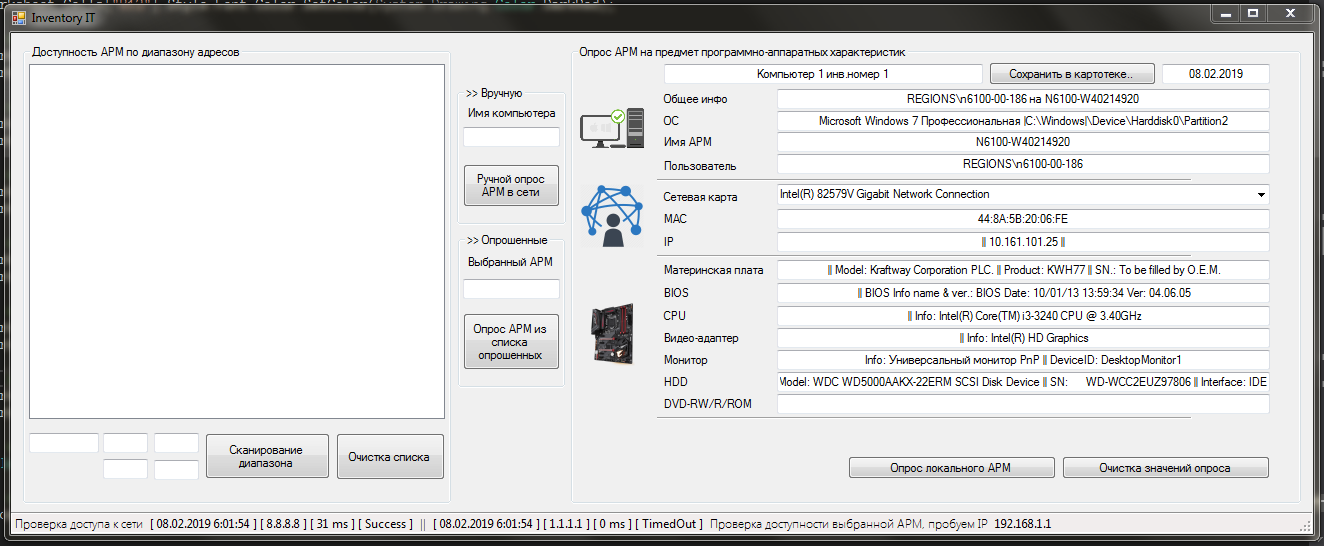 Inventory IT
Доступность АРМ по диапазону адресов
>> Вручную
Имя компьютера
Ручной опрос
АРМ в сети
>> Опрошенные
Выбранный АРМ
Опрос АРМ из
списка
опрошенных
Сканирование
диапазона
Очистка списка
Опрос АРМ на предмет программно-аппаратных характеристик
Компьютер 1 инв.номер 1
Сохранить в картотеке..
08.02.2019
Общее инфо REGIONS\n6100-00-186 на N6100-W40214920
ОС Microsoft Windows 7 Профессиональная |C:\Windows|\Device\Harddisk0\Partition2
Имя АРМ N6100-W40214920
Пользователь REGIONS\n6100-00-186
Сетевая карта Intel(R) 82579V Gigabit Network Connection
MAC 44:8A:5B:20:06:FE
IP 10.161.101.25
Материнская плата Model: Kraftway Corporation PLC. Product: KWH77 SN.: To be filled by O.E.M.
BIOS BIOS Info name & ver.: BIOS Date: 10/01/13 13:59:34 Ver: 04.06.05
CPU Info: Intel(R) Core(TM) i3-3240 CPU @ 3.40GHz
Видео-адаптер Info: Intel(R) HD Graphics
Монитор Info: Универсальный монитор PnP DeviceID: DesktopMonitor1
HDD Model: WDC WD5000AAKX-22ERM SCSI Disk Device SN: WD-WCC2EUZ97806 Interface: IDE
DVD-RW/R/ROM
Опрос локального АРМ
Очистка значений опроса
Проверка доступа к сети [ 08.02.2019 6:01:54 ] [ 8.8.8.8 ] [ 31 ms ] [ Success ] || [ 08.02.2019 6:01:54 ] [ 1.1.1.1 ] [ 0 ms ] [ TimedOut ] Проверка доступности выбранной АРМ, пробуем IP 192.168.1.1